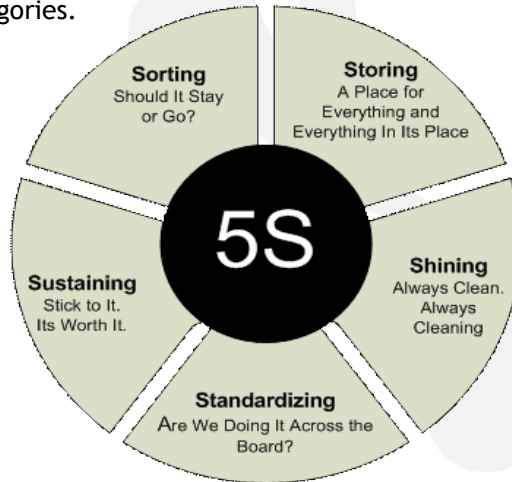 gories.
Sorting
Should It Stay
or Go?
Storing
A Place for
Everything and
Everything In Its Place
5S
Shining
Always Clean.
Always
Cleaning
Sustaining
Stick to It.
Its Worth It.
Standardizing
Are We Doing It Across the
Board?